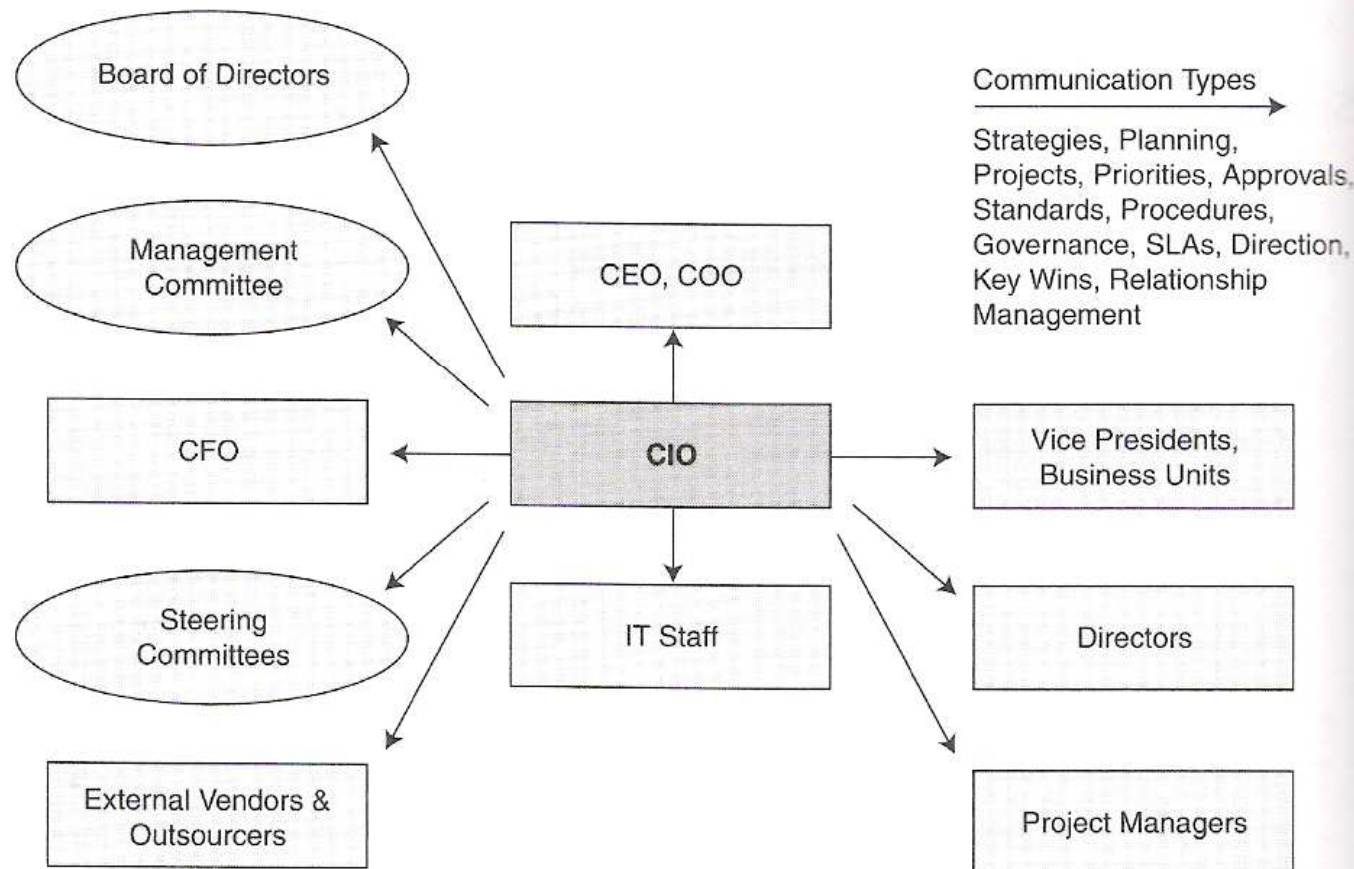 Board of Directors
Management
Committee
CFO
Steering
Committees
External Vendors &
Outsourcers
CEO, COO
CIO
IT Staff
Communication Types
Strategies, Planning,
Projects, Priorities, Approvals,
Standards, Procedures,
Governance, SLAs, Direction,
Key Wins, Relationship
Management
Vice Presidents,
Business Units
Directors
Project Managers